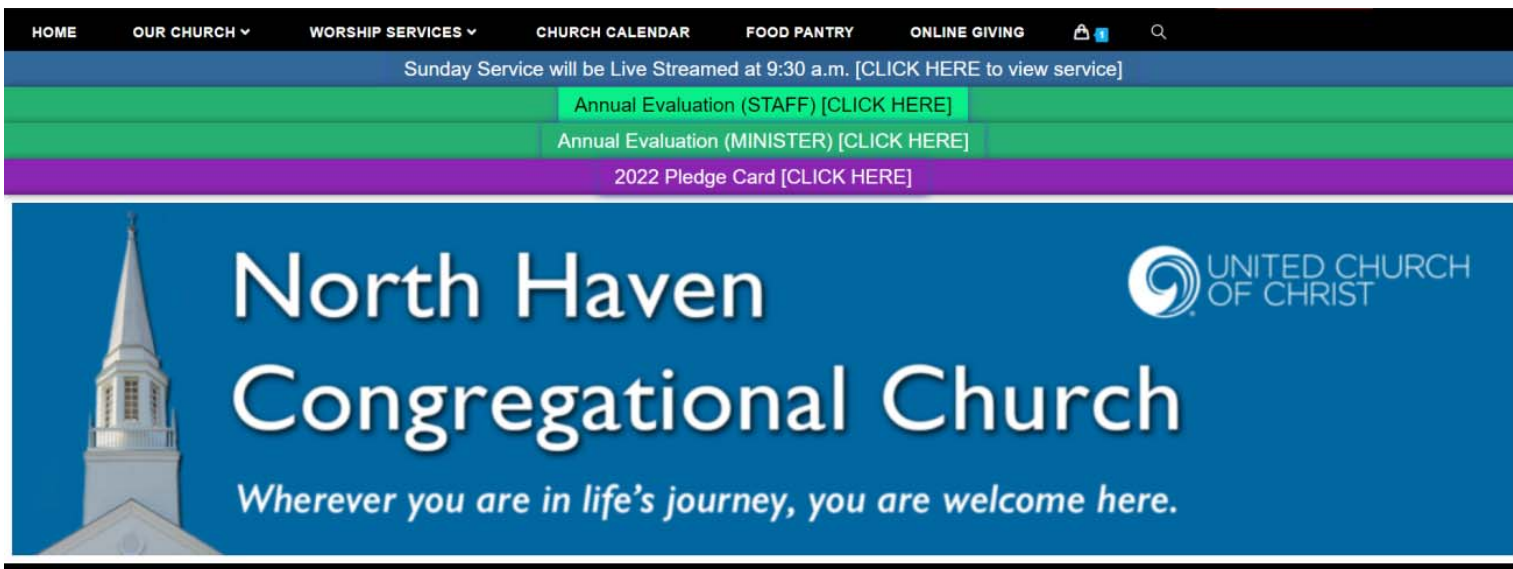 HOME OUR CHURCH WORSHIP SERVICES CHURCH CALENDAR FOOD PANTRY ONLINE GIVING 1
Sunday Service will be Live Streamed at 9:30 a.m. [CLICK HERE to view service]
Annual Evaluation (STAFF) [CLICK HERE]
Annual Evaluation (MINISTER) [CLICK HERE]
2022 Pledge Card [CLICK HERE]
North Haven
Congregational Church
Wherever you are in life's journey, you are welcome here.
UNITED CHURCH
OF CHRIST